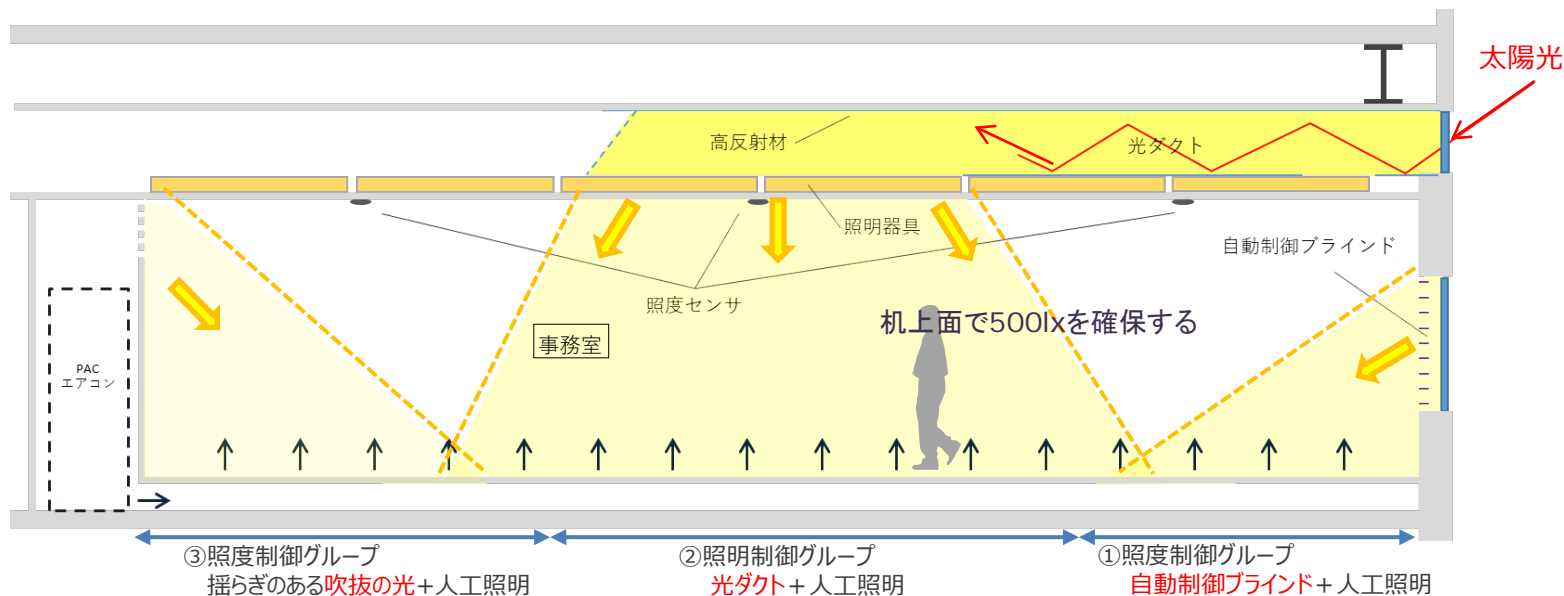 太陽光
高反射材
光ダクト
照明器具
自動制御ブラインド
照度センサ
机上面で500lxを確保する
事務室
PAC
エアコン
③照度制御グループ
揺らぎのある吹抜の光+人工照明
②照明制御グループ
光ダクト+人工照明
①照度制御グループ
自動制御ブラインド+人工照明